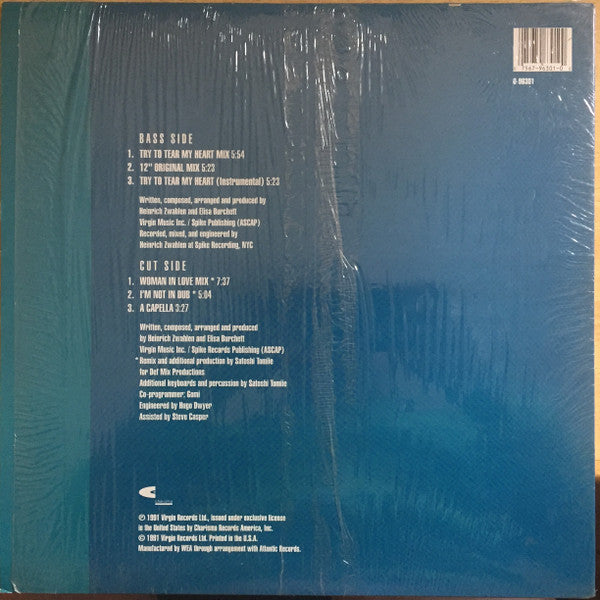 0-96301
BASS SIDE
1. TRY TO TEAR MY HEART MIX 5:54
2. 12" ORIGINAL MIX 5:23
3. TRY TO TEAR MY HEART (Instrumental) 5:23
Written, composed, arranged and produced by
Heinrich Zwahlen and Elisa Burchett
Virgin Music Inc. / Spike Publishing (ASCAP)
Recorded, mixed, and engineered by
Heinrich Zwahlen at Spike Recording, NYC
CUT SIDE
1. WOMAN IN LOVE MIX * 7:37
2. I'M NOT IN DUB * 5:04
3. A CAPELLA 3:27
Written, composed, arranged and produced
by Heinrich Zwahlen and Elisa Burchett
Virgin Music Inc. / Spike Records Publishing (ASCAP)
* Remix and additional production by Satoshi Tomiie
for Def Mix Productions
Additional keyboards and percussion by Satoshi Tomiie
Co-programmer: Gomi
Engineered by Hugo Dwyer
Assisted by Steve Casper
℗ 1991 Virgin Records Ltd., issued under exclusive license
in the United States by Charisma Records America, Inc.
© 1991 Virgin Records Ltd. Printed in the U.S.A.
Manufactured by WEA through arrangement with Atlantic Records.